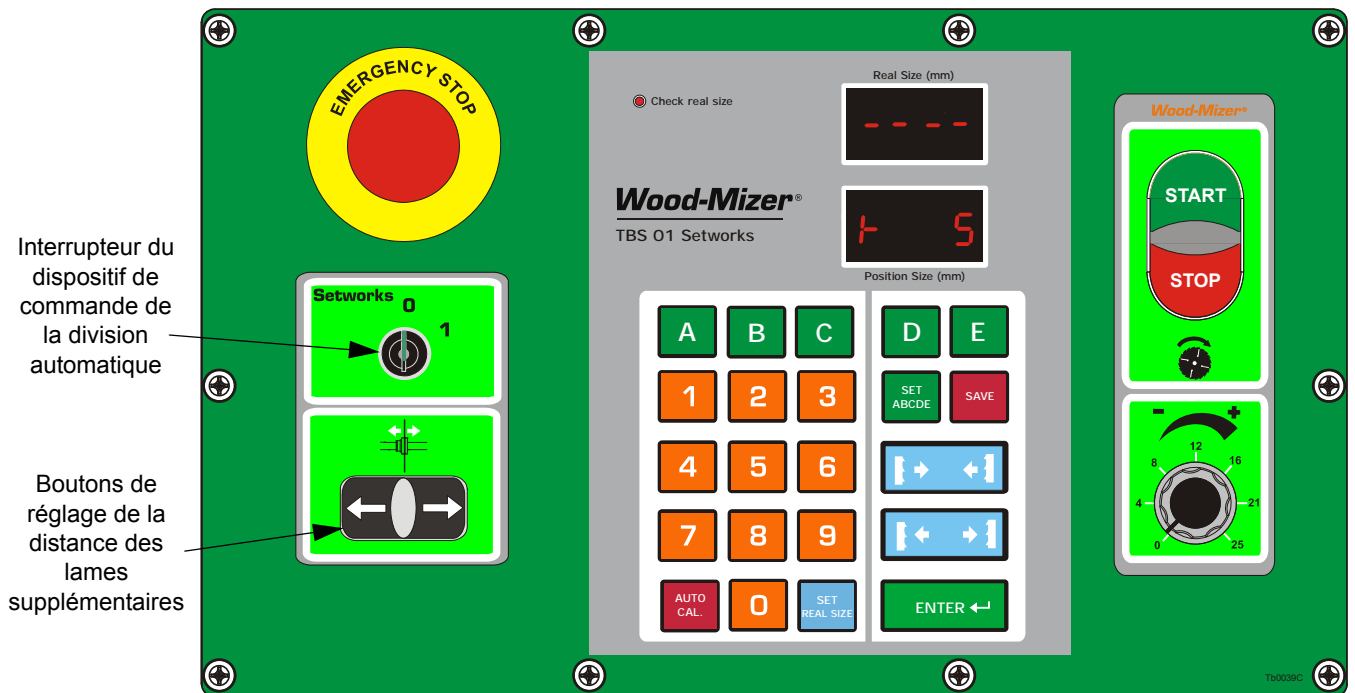 Interrupteur du
dispositif de
commande de
la division
automatique
Boutons de
réglage de la
distance des
lames
supplémentaires
EMERGENCY STOP
Setworks
0
1
Check real size
Real Size (mm)
- - - -
Wood-Mizer®
TBS 01 Setworks
Position Size (mm)
A B C D E
1 2 3
SET
ABCDE
SAVE
4 5 6
7 8 9
AUTO
CAL.
0
SET
REAL SIZE
ENTER
Wood-Mizer®
START
STOP
- +
0 4 8 12 16 21 25
Tb0039C